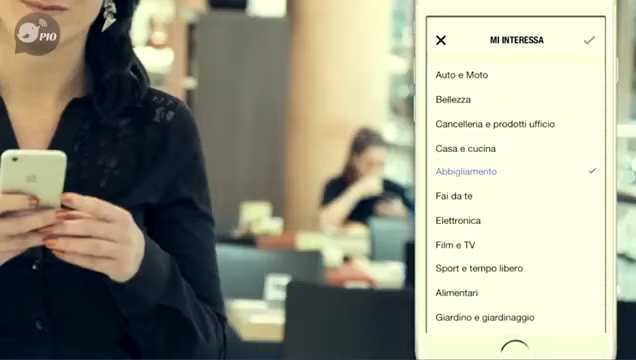 PIO
MI INTERESSA
Auto e Moto
Bellezza
Cancelleria e prodotti ufficio
Casa e cucina
Abbigliamento
Fai da te
Elettronica
Film e TV
Sport e tempo libero
Alimentari
Giardino e giardinaggio